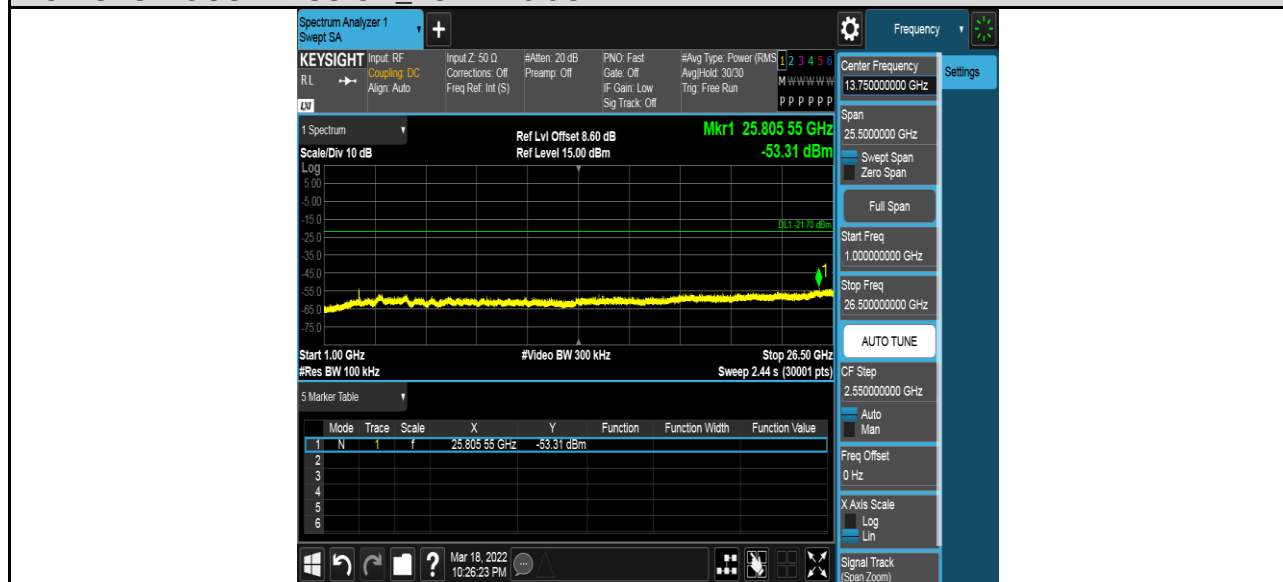 Spectrum Analyzer 1
Swept SA
+
Frequency
KEYSIGHT
RL
LXI
Input: RF
Coupling: DC
Align: Auto
Input Z: 50 Ω
Corrections: Off
Freq Ref: Int (S)
#Atten: 20 dB
Preamp: Off
PNO: Fast
Gate: Off
IF Gain: Low
Sig Track: Off
#Avg Type: Power (RMS
Avg|Hold: 30/30
Trig: Free Run
1 2 3 4 5 6
M W W W W W
P P P P P P
Center Frequency
13.750000000 GHz
Settings
Span
25.5000000 GHz
Swept Span
Zero Span
Full Span
Start Freq
1.000000000 GHz
Stop Freq
26.500000000 GHz
AUTO TUNE
CF Step
2.550000000 GHz
Auto
Man
Freq Offset
0 Hz
X Axis Scale
Log
Lin
Signal Track
(Span Zoom)
1 Spectrum
Scale/Div 10 dB
Ref Lvl Offset 8.60 dB
Ref Level 15.00 dBm
Mkr1 25.805 55 GHz
-53.31 dBm
Log
5.00
-5.00
-15.0
-25.0
-35.0
-45.0
-55.0
-65.0
-75.0
DL1 -21.70 dBm
1
Start 1.00 GHz
#Res BW 100 kHz
#Video BW 300 kHz
Stop 26.50 GHz
Sweep 2.44 s (30001 pts)
5 Marker Table
Mode Trace Scale X Y Function Function Width Function Value
1 N 1 f 25.805 55 GHz -53.31 dBm
2
3
4
5
6
?
Mar 18, 2022
10:26:23 PM